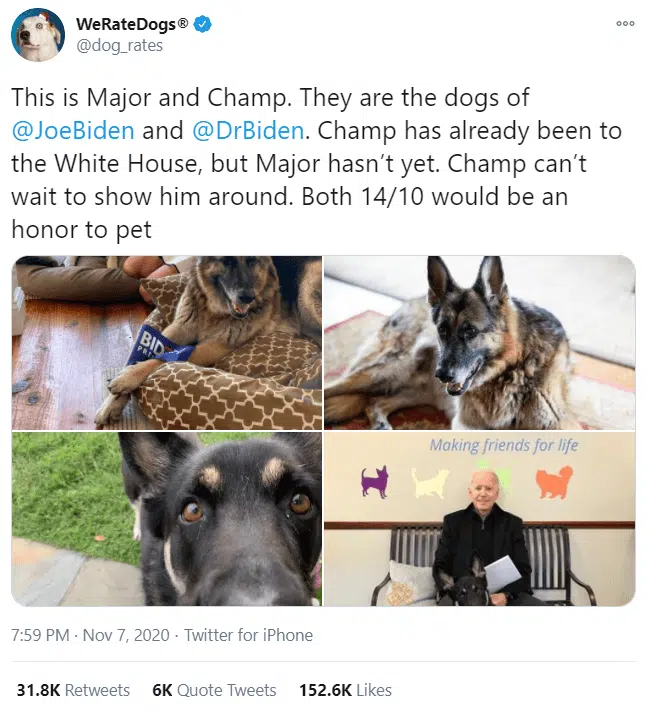 WeRateDogs®
@dog_rates
This is Major and Champ. They are the dogs of
@JoeBiden and @DrBiden. Champ has already been to
the White House, but Major hasn’t yet. Champ can’t
wait to show him around. Both 14/10 would be an
honor to pet
BID
PRE
Making friends for life
7:59 PM · Nov 7, 2020 · Twitter for iPhone
31.8K Retweets 6K Quote Tweets 152.6K Likes